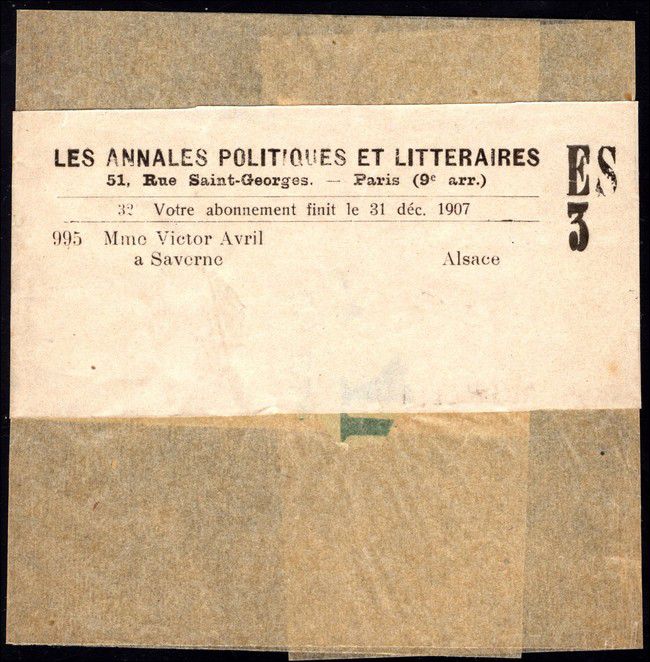 LES ANNALES POLITIQUES ET LITTERAIRES
51, Rue Saint-Georges. — Paris (9e arr.)
32 Votre abonnement finit le 31 déc. 1907
995 Mme Victor Avril
a Saverne Alsace
ES
3